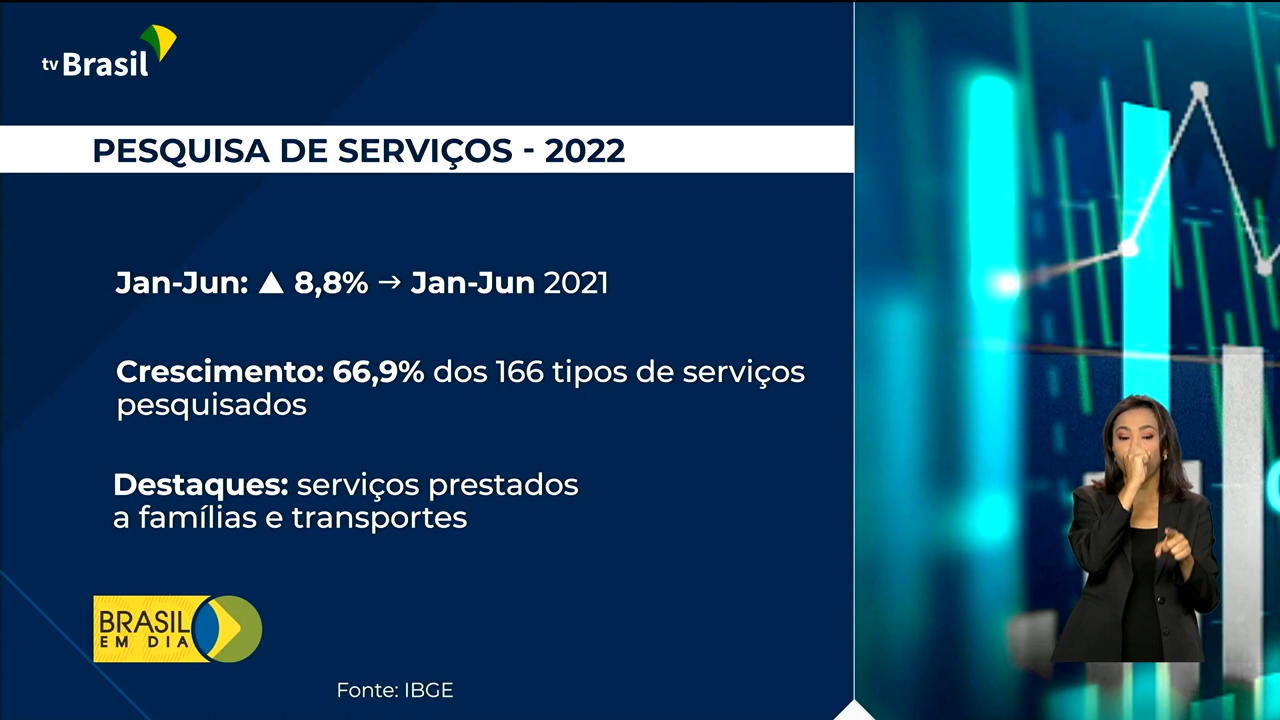 tv Brasil
PESQUISA DE SERVIÇOS - 2022
Jan-Jun: ▲ 8,8% → Jan-Jun 2021
Crescimento: 66,9% dos 166 tipos de serviços
pesquisados
Destaques: serviços prestados
a famílias e transportes
BRASIL
EM DIA
Fonte: IBGE